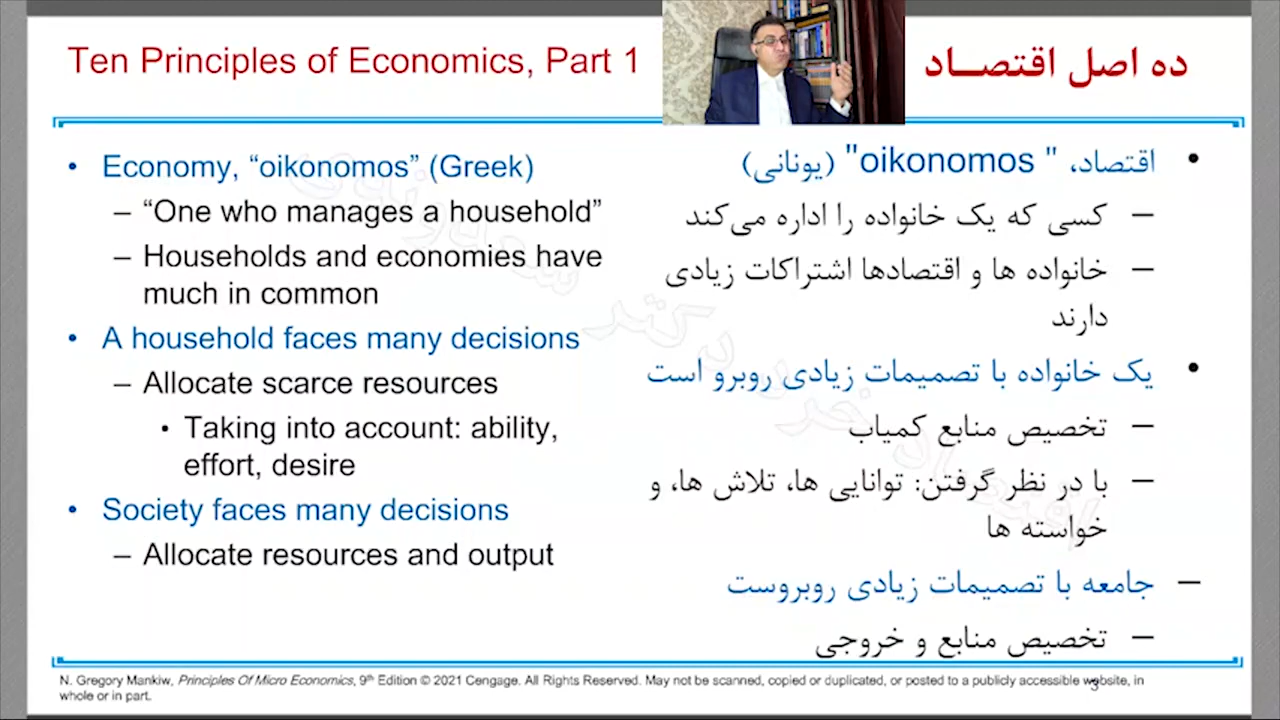 Ten Principles of Economics, Part 1
ده اصل اقتصاد
• Economy, “oikonomos” (Greek)
– “One who manages a household”
– Households and economies have
much in common
• A household faces many decisions
– Allocate scarce resources
• Taking into account: ability,
effort, desire
• Society faces many decisions
– Allocate resources and output
• اقتصاد، "oikonomos" (یونانی)
– کسی که یک خانواده را اداره می‌کند
– خانواده ها و اقتصادها اشتراکات زیادی
دارند
• یک خانواده با تصمیمات زیادی روبرو است
– تخصیص منابع کمیاب
– با در نظر گرفتن: توانایی ها، تلاش ها، و
خواسته ها
– جامعه با تصمیمات زیادی روبروست
– تخصیص منابع و خروجی
N. Gregory Mankiw, Principles Of Micro Economics, 9th Edition © 2021 Cengage. All Rights Reserved. May not be scanned, copied or duplicated, or posted to a publicly accessible website, in
whole or in part.
3